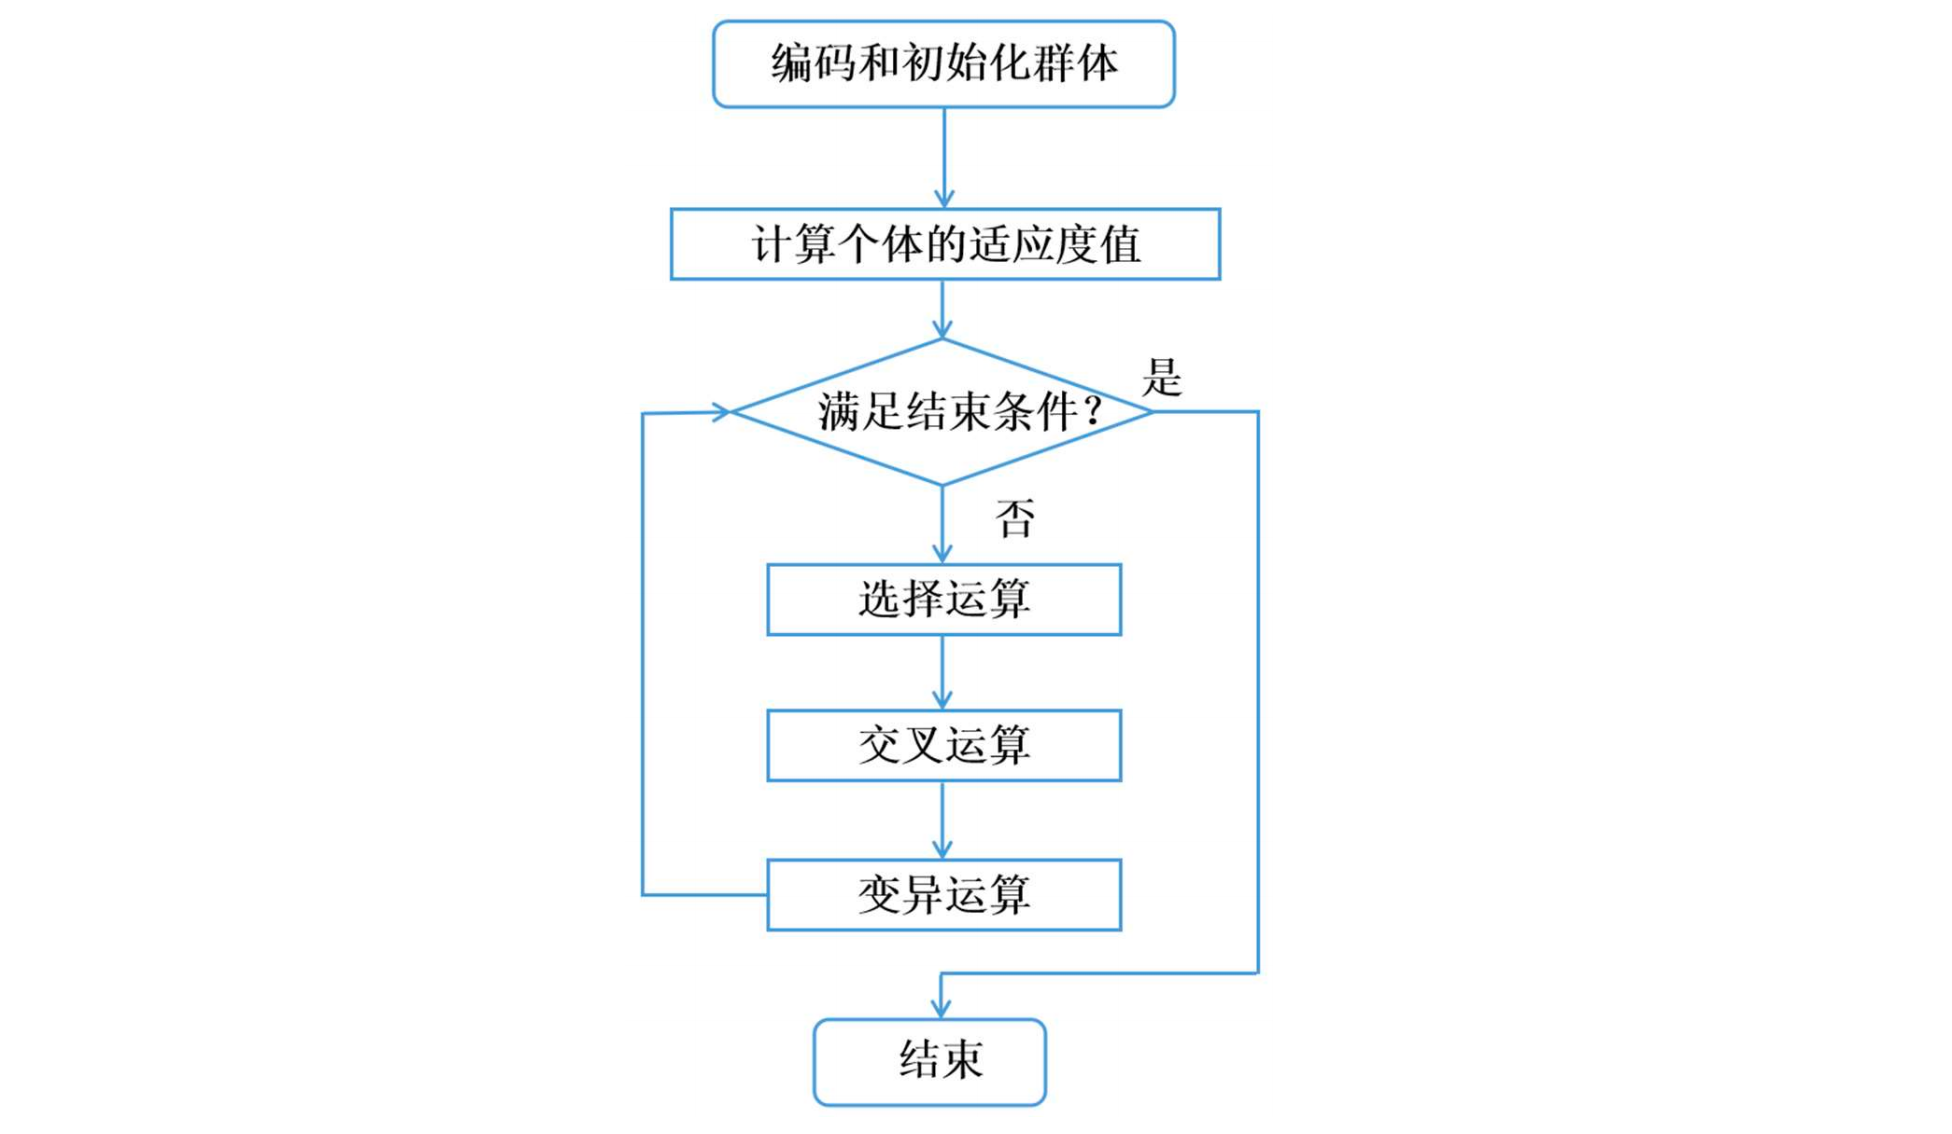 编码和初始化群体
计算个体的适应度值
是
满足结束条件？
否
选择运算
交叉运算
变异运算
结束